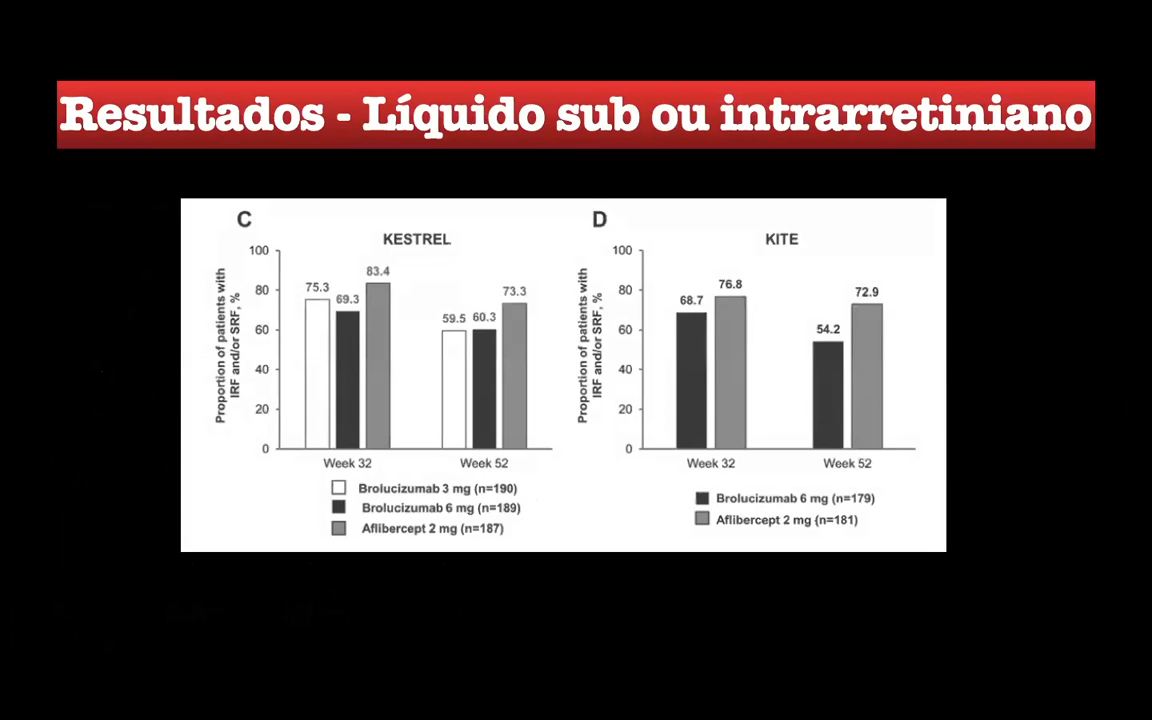 Resultados - Líquido sub ou intrarretiniano
C
KESTREL
Proportion of patients with
IRF and/or SRF, %
100
80
60
40
20
0
75.3
69.3
83.4
59.5
60.3
73.3
Week 32
Week 52
Brolucizumab 3 mg (n=190)
Brolucizumab 6 mg (n=189)
Aflibercept 2 mg (n=187)
D
KITE
Proportion of patients with
IRF and/or SRF, %
100
80
60
40
20
0
68.7
76.8
54.2
72.9
Week 32
Week 52
Brolucizumab 6 mg (n=179)
Aflibercept 2 mg (n=181)